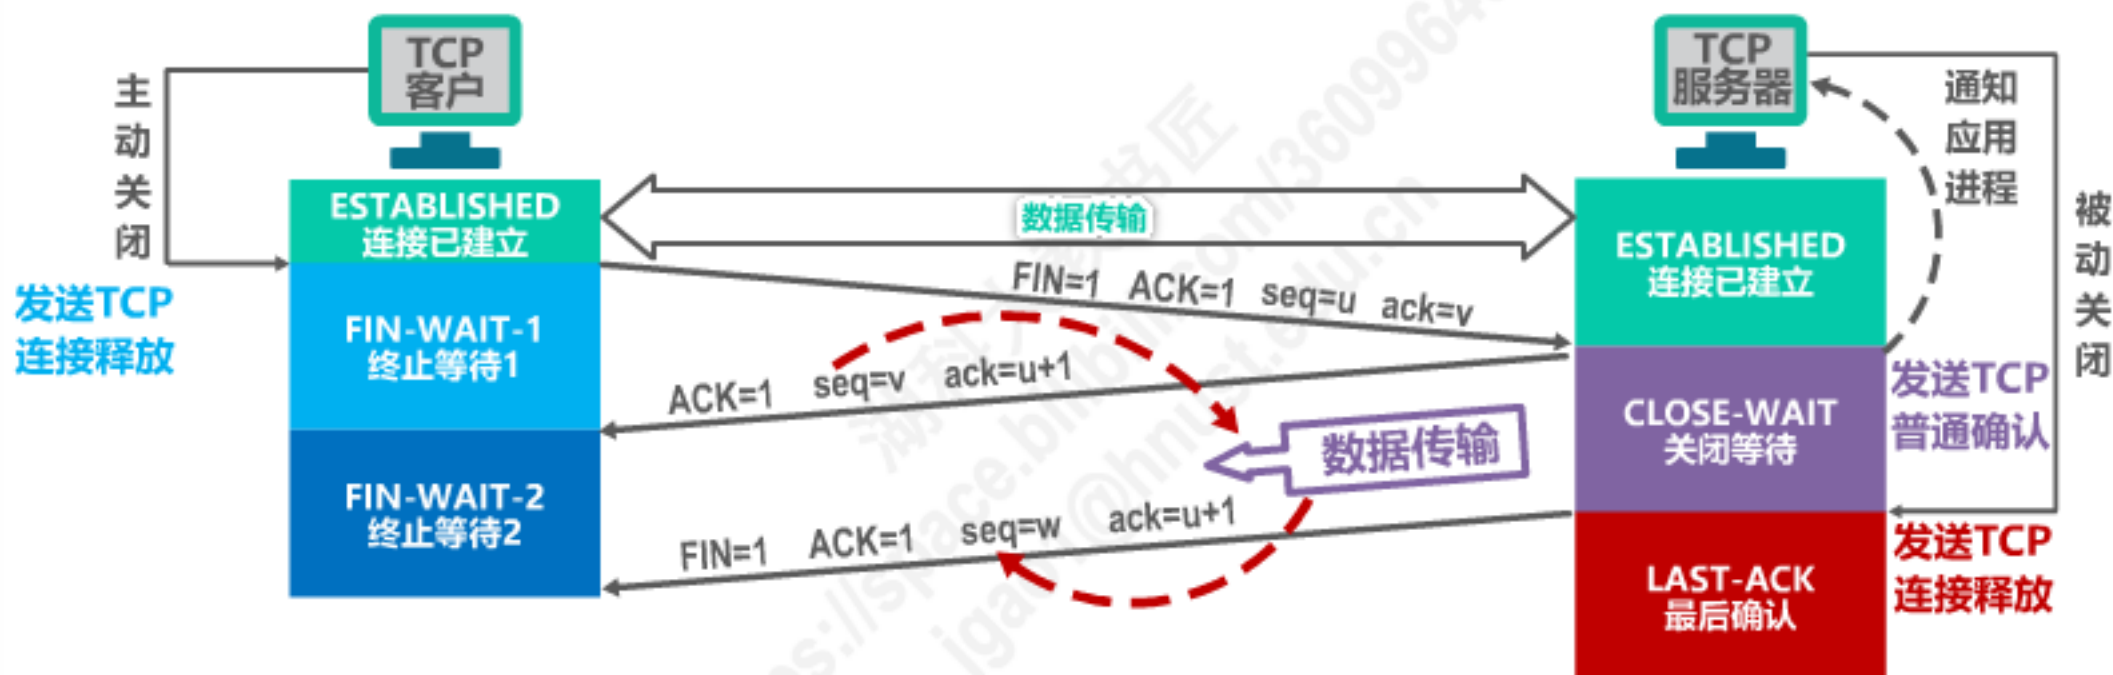 TCP
客户
TCP
服务器
主动关闭
通知应用进程
被动关闭
ESTABLISHED
连接已建立
数据传输
ESTABLISHED
连接已建立
FIN=1 ACK=1 seq=u ack=v
发送TCP
连接释放
FIN-WAIT-1
终止等待1
ACK=1 seq=v ack=u+1
发送TCP
普通确认
CLOSE-WAIT
关闭等待
数据传输
FIN-WAIT-2
终止等待2
FIN=1 ACK=1 seq=w ack=u+1
发送TCP
连接释放
LAST-ACK
最后确认